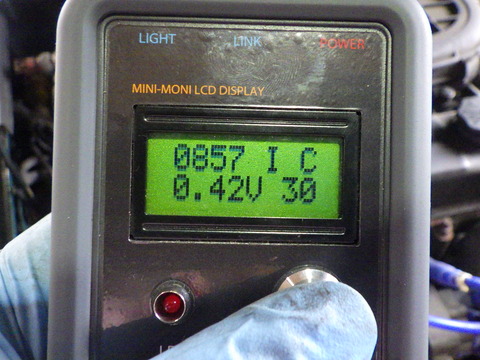 LIGHT LINK POWER
MINI-MONI LCD DISPLAY
0857 I C
0.42V 30